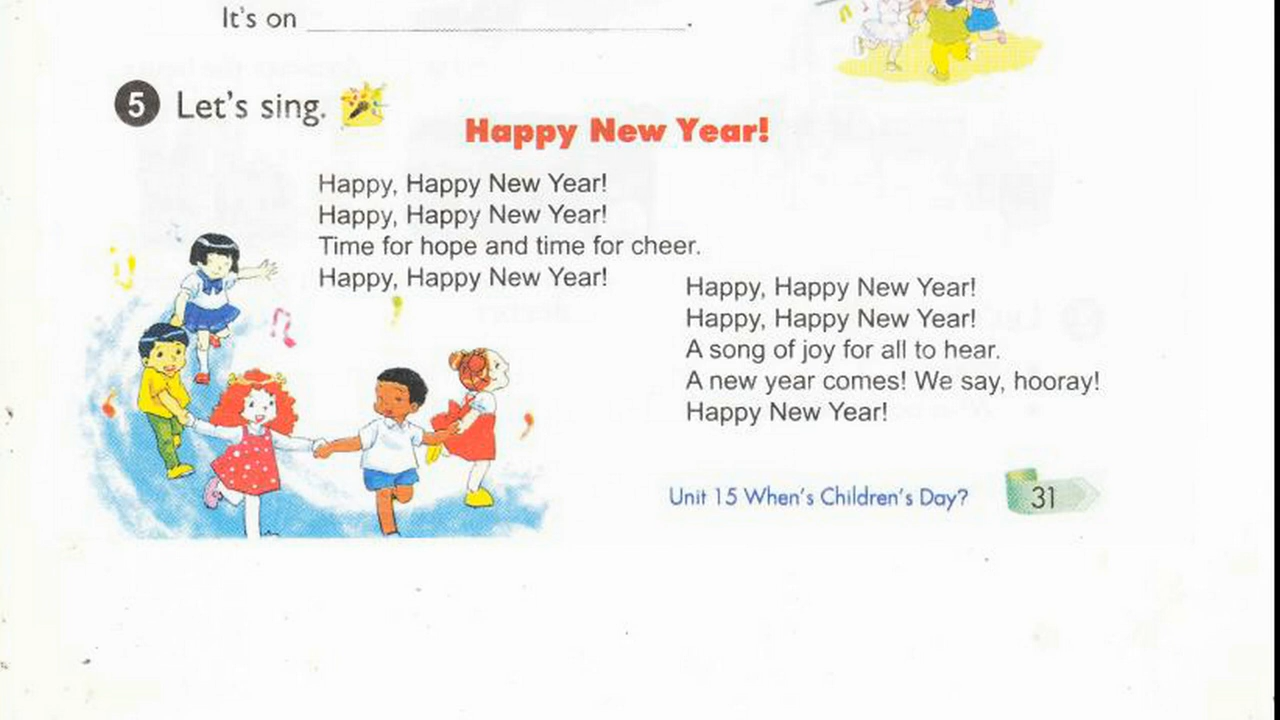 It's on
5 Let's sing.
Happy New Year!
Happy, Happy New Year!
Happy, Happy New Year!
Time for hope and time for cheer.
Happy, Happy New Year!
Happy, Happy New Year!
Happy, Happy New Year!
A song of joy for all to hear.
A new year comes! We say, hooray!
Happy New Year!
Unit 15 When's Children's Day? 31